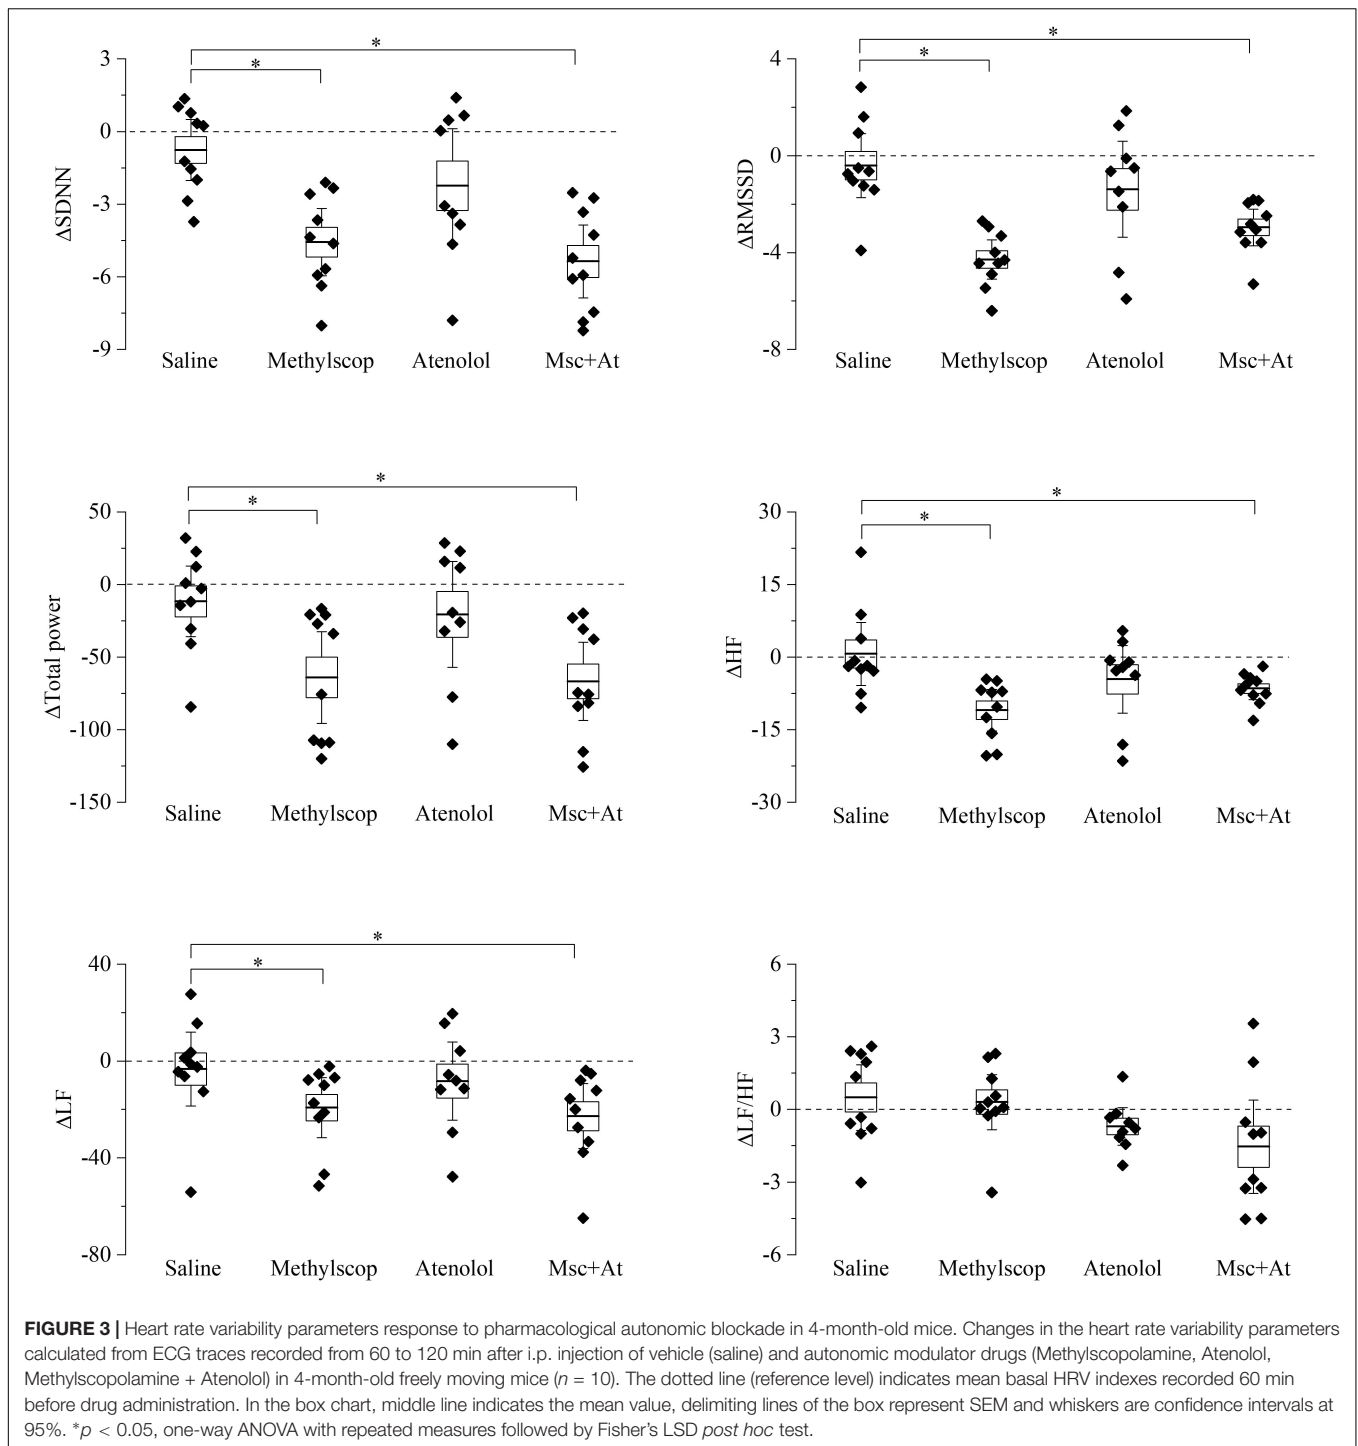 *
*
3
0
-3
-6
-9
ΔSDNN
Saline
Methylscop
Atenolol
Msc+At
*
*
4
0
-4
-8
ΔRMSSD
Saline
Methylscop
Atenolol
Msc+At
*
*
50
0
-50
-100
-150
ΔTotal power
Saline
Methylscop
Atenolol
Msc+At
*
*
30
15
0
-15
-30
ΔHF
Saline
Methylscop
Atenolol
Msc+At
*
*
40
0
-40
-80
ΔLF
Saline
Methylscop
Atenolol
Msc+At
6
3
0
-3
-6
ΔLF/HF
Saline
Methylscop
Atenolol
Msc+At
FIGURE 3 | Heart rate variability parameters response to pharmacological autonomic blockade in 4-month-old mice. Changes in the heart rate variability parameters
calculated from ECG traces recorded from 60 to 120 min after i.p. injection of vehicle (saline) and autonomic modulator drugs (Methylscopolamine, Atenolol,
Methylscopolamine + Atenolol) in 4-month-old freely moving mice (n = 10). The dotted line (reference level) indicates mean basal HRV indexes recorded 60 min
before drug administration. In the box chart, middle line indicates the mean value, delimiting lines of the box represent SEM and whiskers are confidence intervals at
95%. *p < 0.05, one-way ANOVA with repeated measures followed by Fisher's LSD post hoc test.